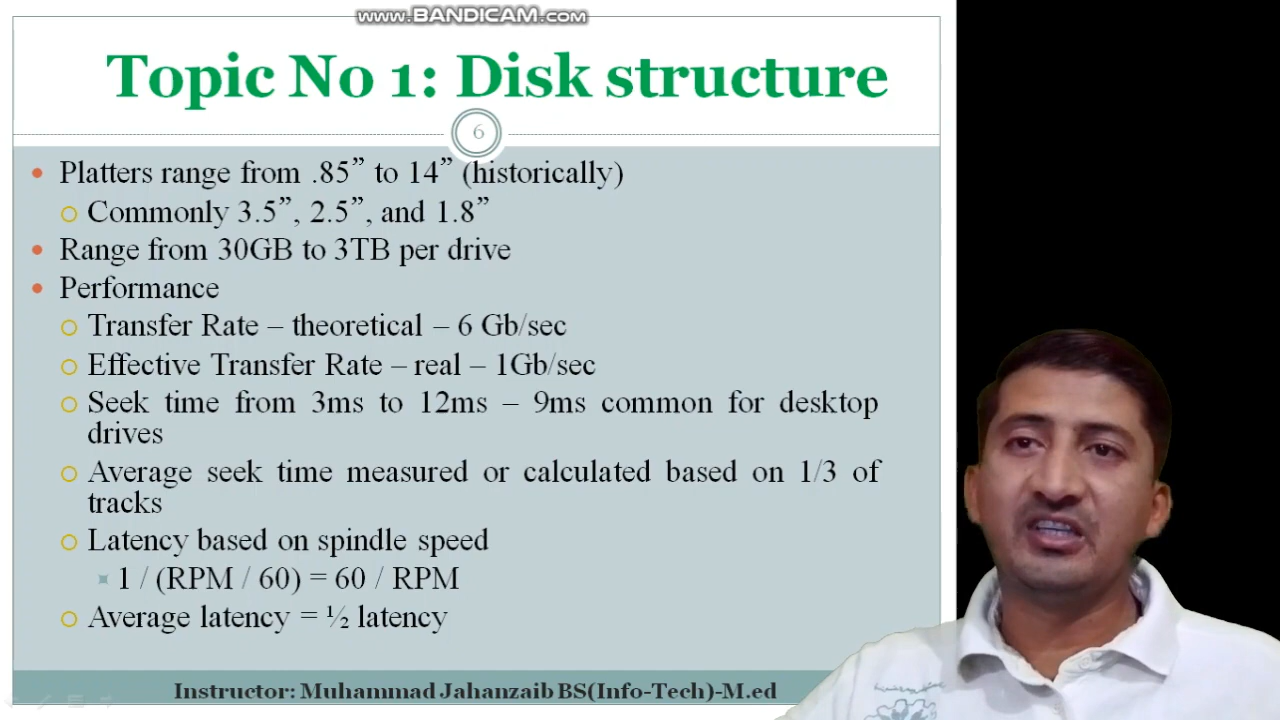 www.BANDICAM.com
Topic No 1: Disk structure
6
Platters range from .85” to 14” (historically)
Commonly 3.5”, 2.5”, and 1.8”
Range from 30GB to 3TB per drive
Performance
Transfer Rate – theoretical – 6 Gb/sec
Effective Transfer Rate – real – 1Gb/sec
Seek time from 3ms to 12ms – 9ms common for desktop
drives
Average seek time measured or calculated based on 1/3 of
tracks
Latency based on spindle speed
1 / (RPM / 60) = 60 / RPM
Average latency = ½ latency
Instructor: Muhammad Jahanzaib BS(Info-Tech)-M.ed